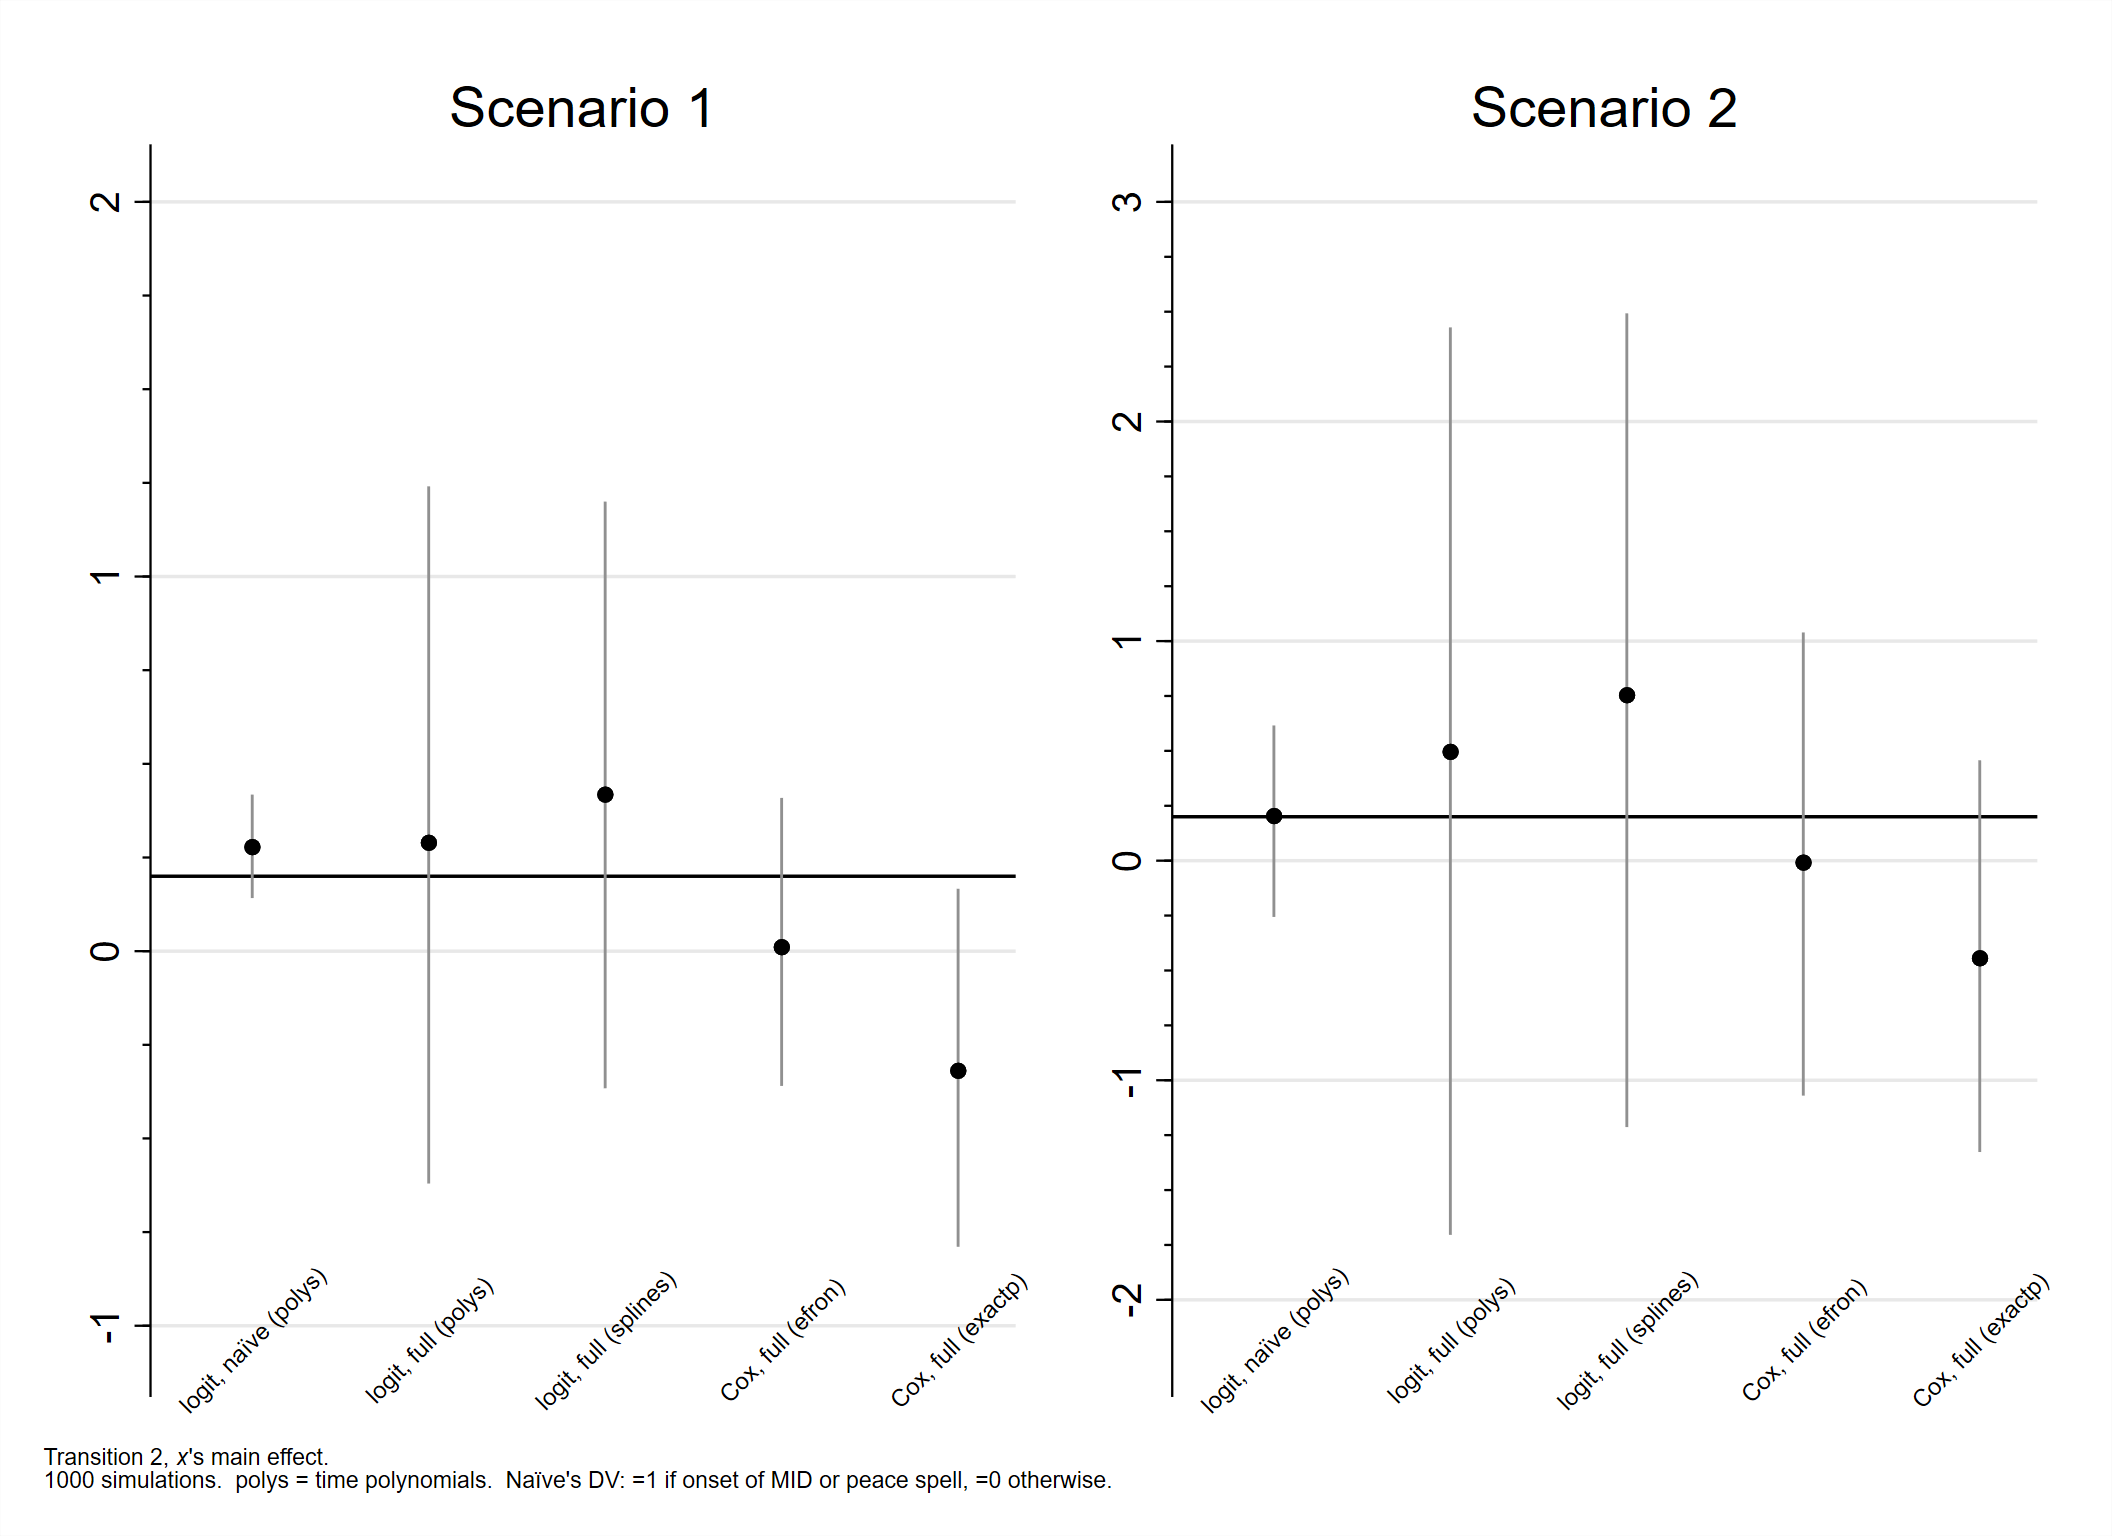 Scenario 1
2
1
0
-1
logit, naïve (polys)
logit, full (polys)
logit, full (splines)
Cox, full (efron)
Cox, full (exactp)
Scenario 2
3
2
1
0
-1
-2
logit, naïve (polys)
logit, full (polys)
logit, full (splines)
Cox, full (efron)
Cox, full (exactp)
Transition 2, x's main effect.
1000 simulations.  polys = time polynomials.  Naïve's DV: =1 if onset of MID or peace spell, =0 otherwise.